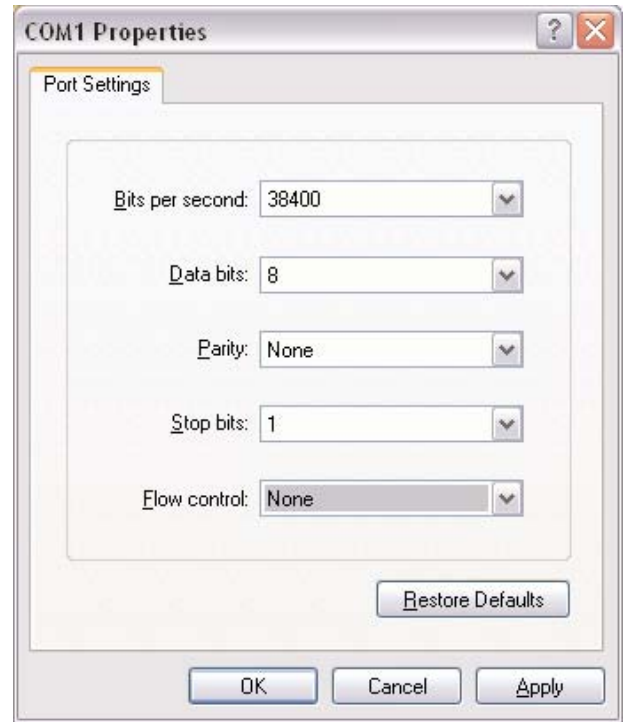 COM1 Properties
Port Settings
Bits per second: 38400
Data bits: 8
Parity: None
Stop bits: 1
Flow control: None
Restore Defaults
OK Cancel Apply